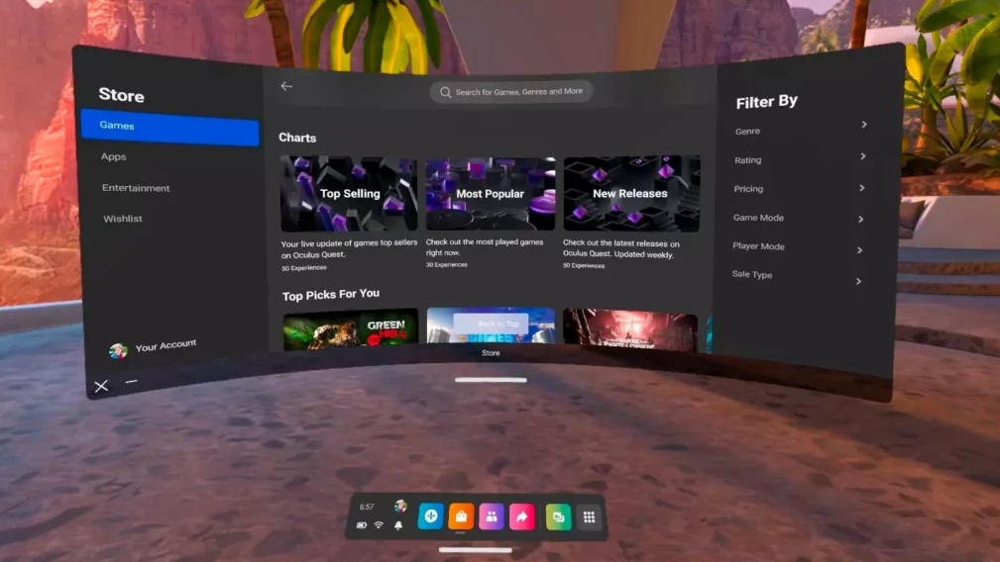 Store
Games
Apps
Entertainment
Wishlist
Your Account
Search for Games, Genres and More
Charts
Top Selling
Your live update of games top sellers
on Oculus Quest.
50 Experiences
Most Popular
Check out the most played games
right now.
30 Experiences
New Releases
Check out the latest releases on
Oculus Quest. Updated weekly.
50 Experiences
Top Picks For You
GREEN
HELL
Back to Top
Store
Filter By
Genre
Rating
Pricing
Game Mode
Player Mode
Sale Type
6:57